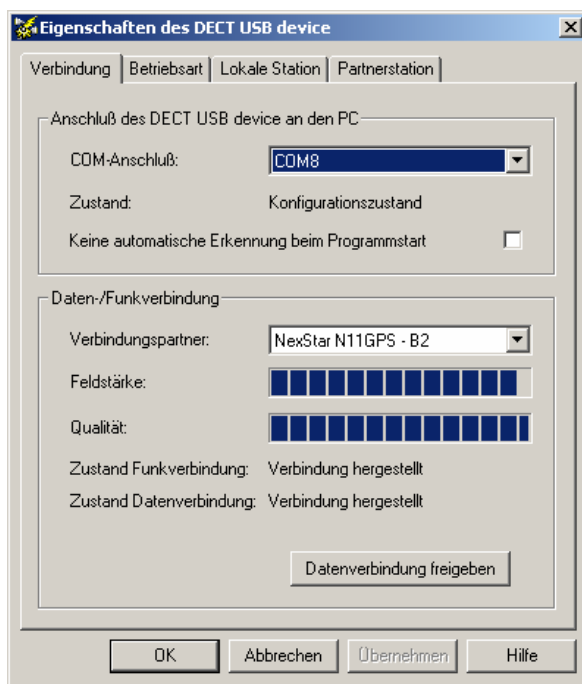 Eigenschaften des DECT USB device
Verbindung Betriebsart Lokale Station Partnerstation
Anschluß des DECT USB device an den PC
COM-Anschluß: COM8
Zustand: Konfigurationszustand
Keine automatische Erkennung beim Programmstart
Daten-/Funkverbindung
Verbindungspartner: NexStar N11GPS - B2
Feldstärke:
Qualität:
Zustand Funkverbindung: Verbindung hergestellt
Zustand Datenverbindung: Verbindung hergestellt
Datenverbindung freigeben
OK Abbrechen Übernehmen Hilfe